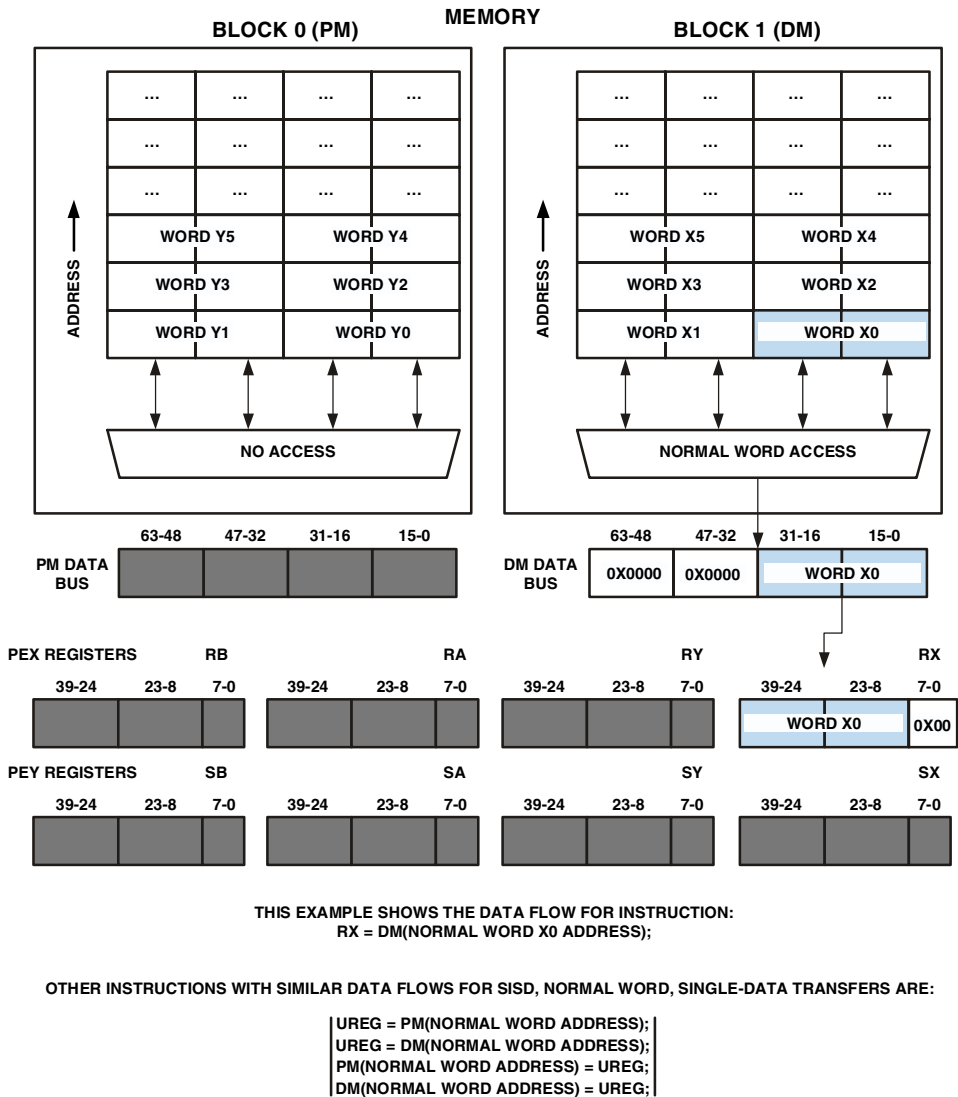 MEMORY
BLOCK 0 (PM) BLOCK 1 (DM)
... ... ... ... ... ... ... ...
... ... ... ... ... ... ... ...
... ... ... ... ... ... ... ...
WORD Y5 WORD Y4 WORD X5 WORD X4
WORD Y3 WORD Y2 WORD X3 WORD X2
WORD Y1 WORD Y0 WORD X1 WORD X0
ADDRESS ADDRESS
NO ACCESS NORMAL WORD ACCESS
63-48 47-32 31-16 15-0 63-48 47-32 31-16 15-0
PM DATA
BUS
DM DATA
BUS
0X0000 0X0000 WORD X0
PEX REGISTERS RB RA RY RX
39-24 23-8 7-0 39-24 23-8 7-0 39-24 23-8 7-0 39-24 23-8 7-0
WORD X0 0X00
PEY REGISTERS SB SA SY SX
39-24 23-8 7-0 39-24 23-8 7-0 39-24 23-8 7-0 39-24 23-8 7-0
THIS EXAMPLE SHOWS THE DATA FLOW FOR INSTRUCTION:
RX = DM(NORMAL WORD X0 ADDRESS);
OTHER INSTRUCTIONS WITH SIMILAR DATA FLOWS FOR SISD, NORMAL WORD, SINGLE-DATA TRANSFERS ARE:
UREG = PM(NORMAL WORD ADDRESS);
UREG = DM(NORMAL WORD ADDRESS);
PM(NORMAL WORD ADDRESS) = UREG;
DM(NORMAL WORD ADDRESS) = UREG;